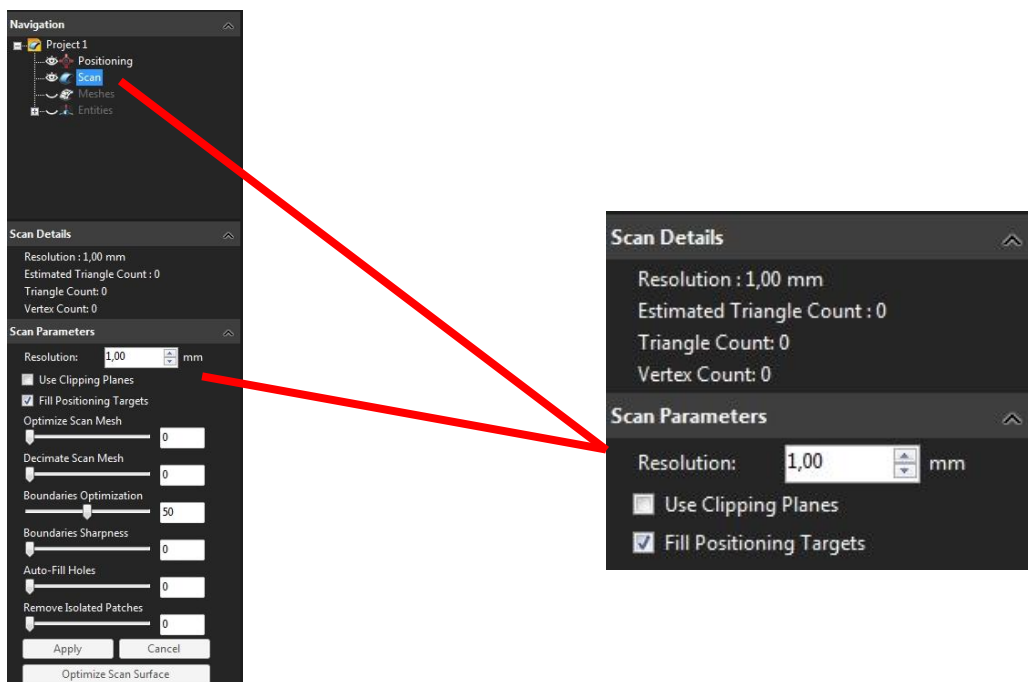 Navigation
Project 1
Positioning
Scan
Meshes
Entities
Scan Details
Resolution : 1,00 mm
Estimated Triangle Count : 0
Triangle Count: 0
Vertex Count: 0
Scan Parameters
Resolution: 1,00 mm
Use Clipping Planes
Fill Positioning Targets
Optimize Scan Mesh
0
Decimate Scan Mesh
0
Boundaries Optimization
50
Boundaries Sharpness
0
Auto-Fill Holes
0
Remove Isolated Patches
0
Apply Cancel
Optimize Scan Surface
Scan Details
Resolution : 1,00 mm
Estimated Triangle Count : 0
Triangle Count: 0
Vertex Count: 0
Scan Parameters
Resolution: 1,00 mm
Use Clipping Planes
Fill Positioning Targets